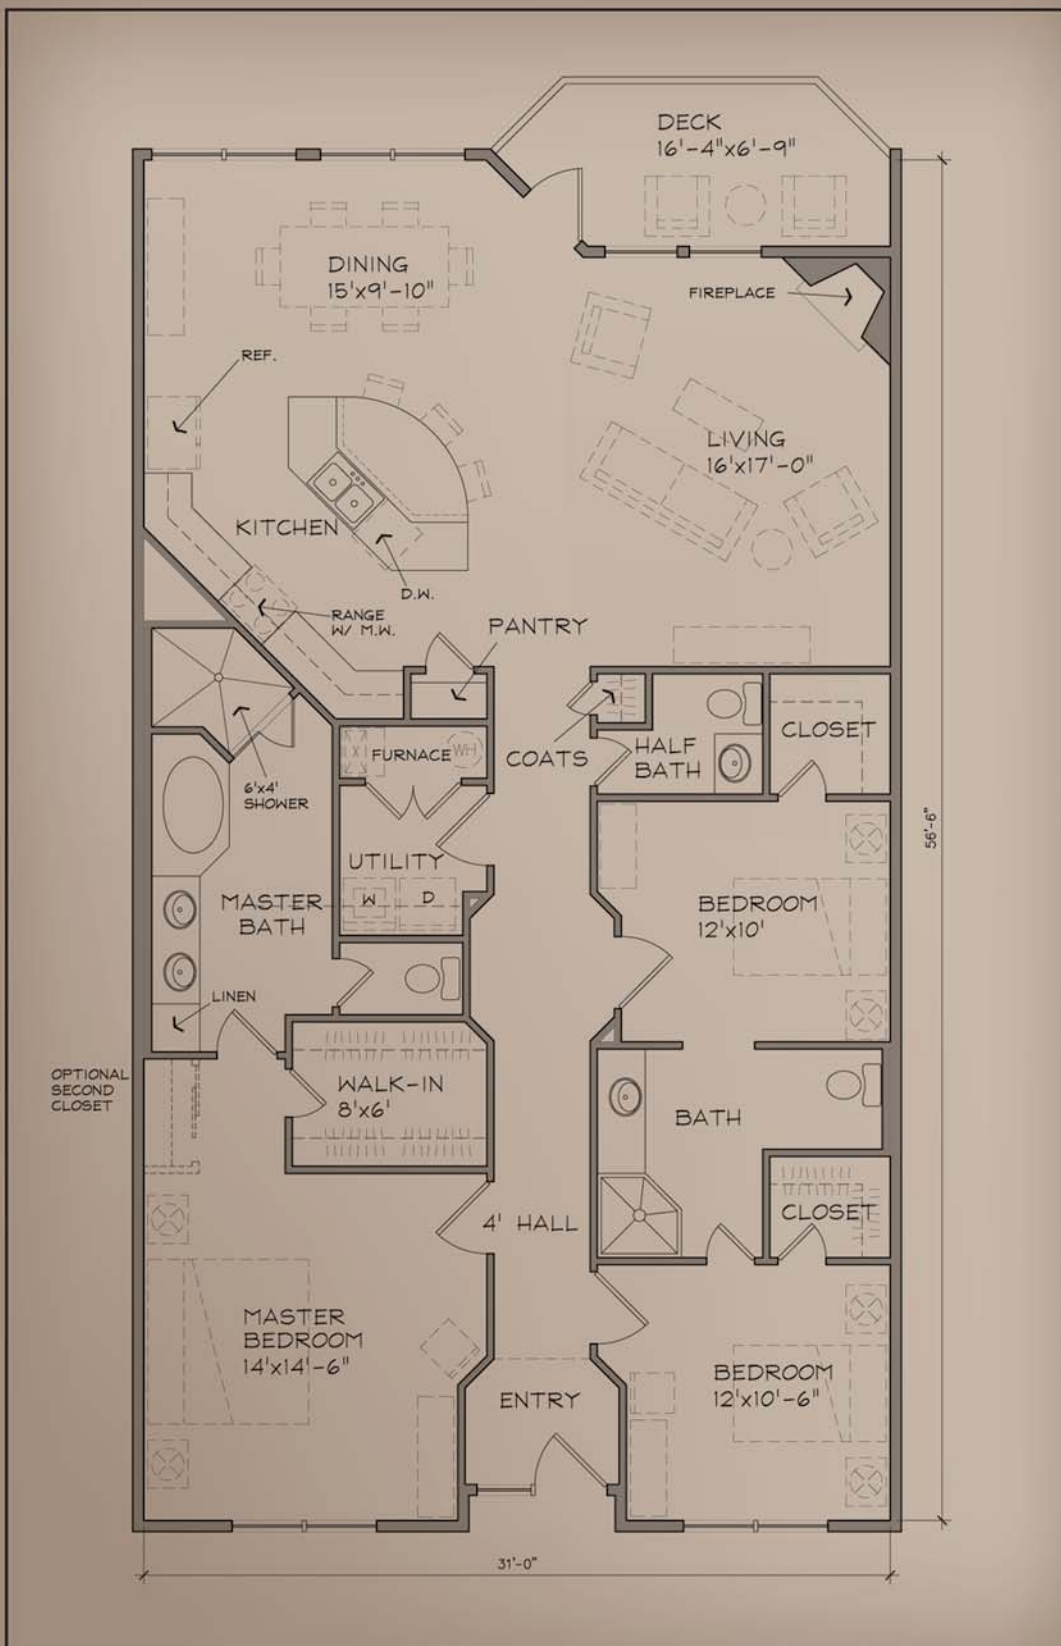 DECK
16'-4"x6'-9"
DINING
15'x9'-10"
FIREPLACE
REF.
LIVING
16'x17'-0"
KITCHEN
D.W.
RANGE
W/ M.W.
PANTRY
COATS
HALF
BATH
CLOSET
FURNACE
WH
6'x4'
SHOWER
56'-6"
UTILITY
W
D
MASTER
BATH
BEDROOM
12'x10'
LINEN
OPTIONAL
SECOND
CLOSET
WALK-IN
8'x6'
BATH
4' HALL
CLOSET
MASTER
BEDROOM
14'x14'-6"
BEDROOM
12'x10'-6"
ENTRY
31'-0"